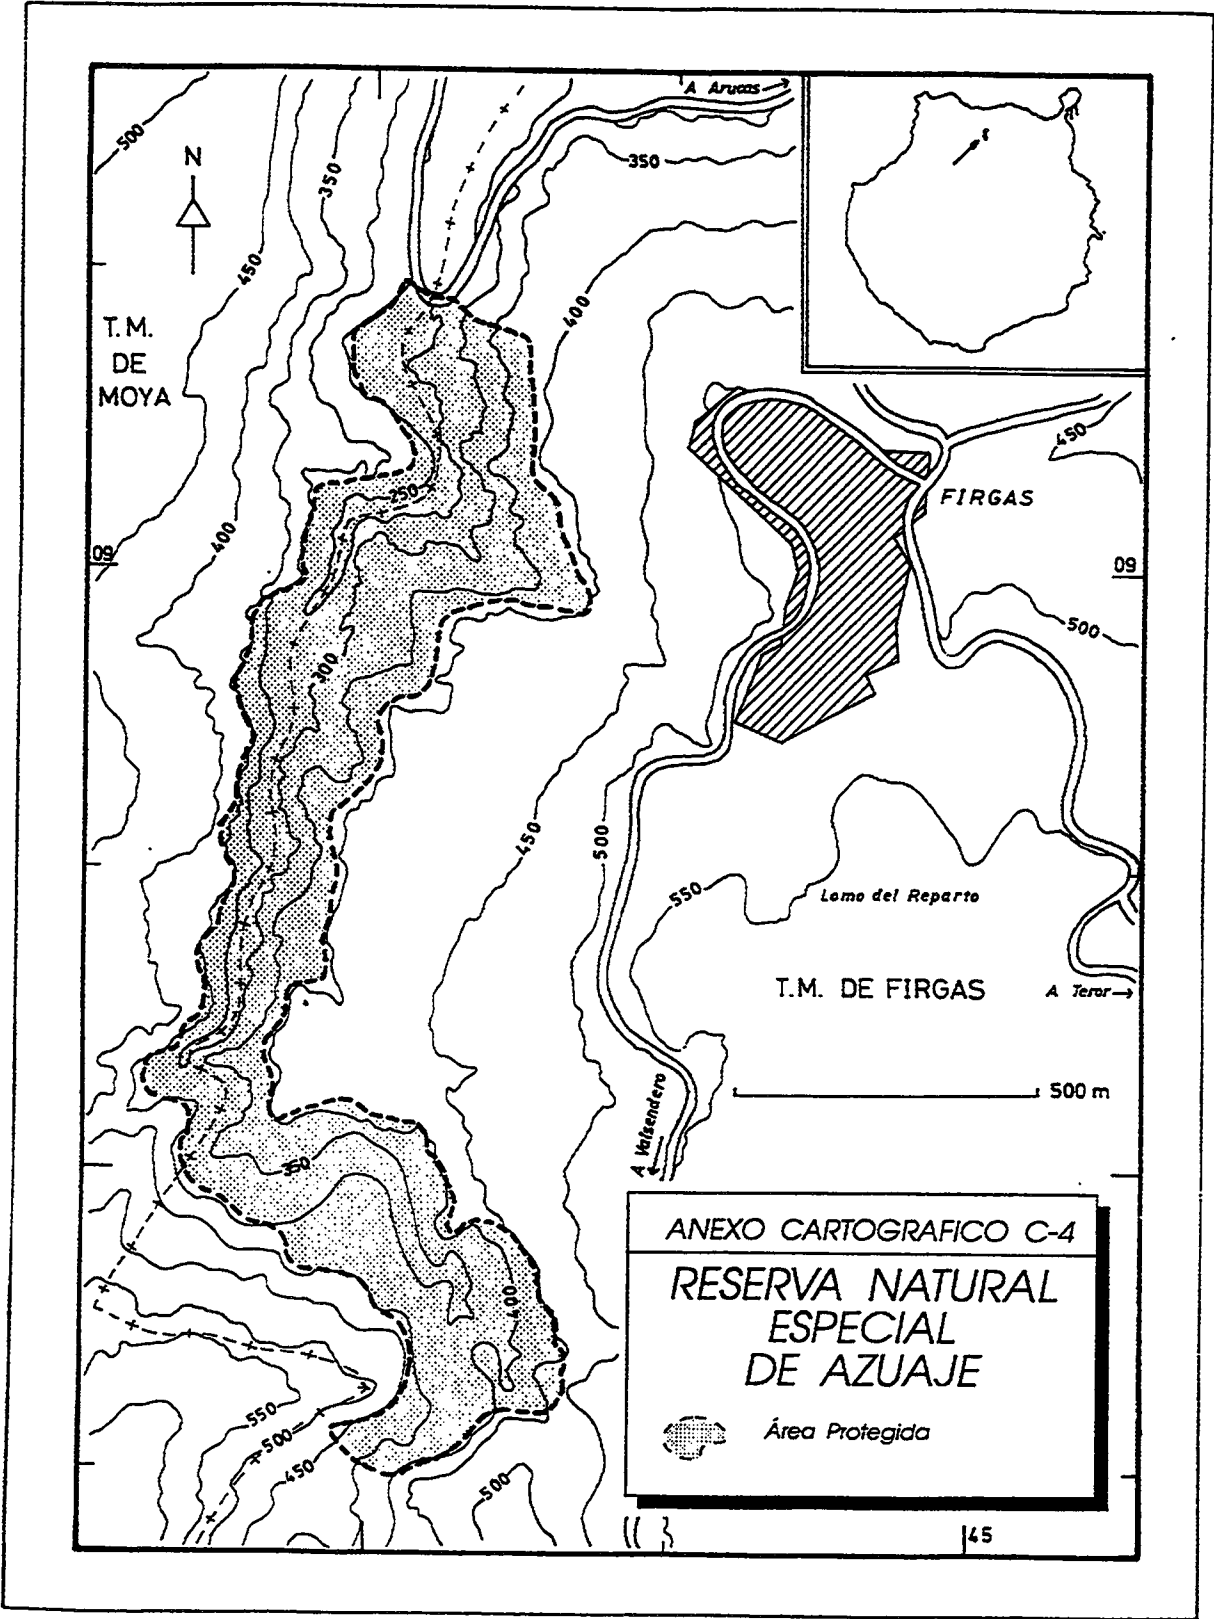 A Arucas
500
N
350
350
450
400
T. M.
DE
MOYA
450
250
FIRGAS
400
09
09
500
300
450
500
550
Lomo del Reparto
T.M. DE FIRGAS
A Teror
500 m
A Valsendero
350
400
550
500
450
500
ANEXO CARTOGRAFICO C-4
RESERVA NATURAL
ESPECIAL
DE AZUAJE
Área Protegida
45